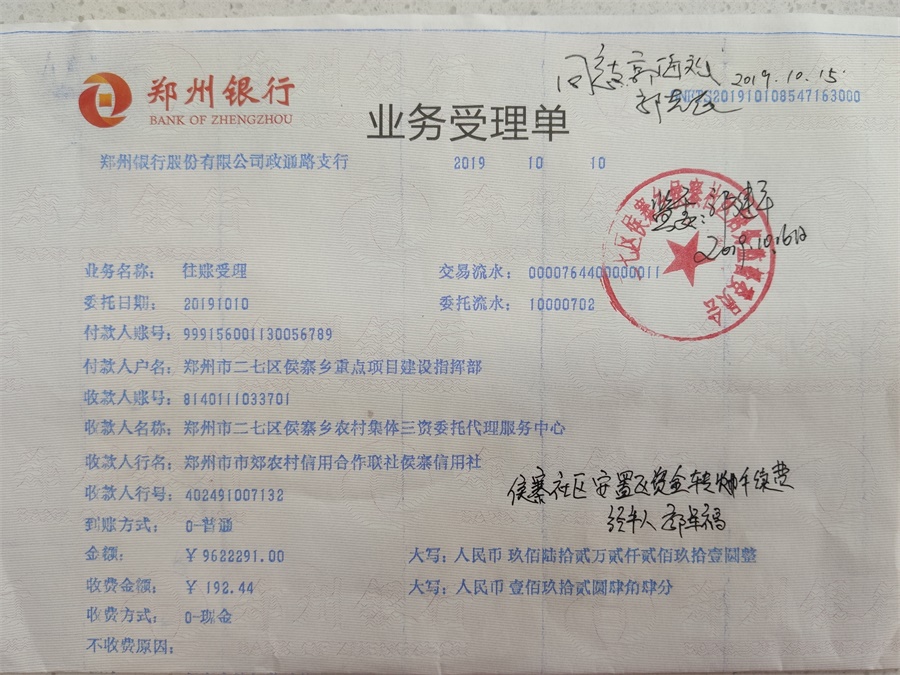 郑州银行
BANK OF ZHENGZHOU
2019.10.15
201910108547163000
业务受理单
郑州银行股份有限公司政通路支行 2019 10 10
2019.10.16日
业务名称: 往账受理 交易流水: 0000764400000011
委托日期: 20191010 委托流水: 10000702
付款人账号: 999156001130056789
付款人户名: 郑州市二七区侯寨乡重点项目建设指挥部
收款人账号: 8140111033701
收款人名称: 郑州市二七区侯寨乡农村集体三资委托代理服务中心
收款人行名: 郑州市市郊农村信用合作联社侯寨信用社
收款人行号: 402491007132
侯寨社区安置区资金转账手续费
经手人
到账方式: 0-普通
金额: ￥9622291.00 大写: 人民币 玖佰陆拾贰万贰仟贰佰玖拾壹圆整
收费金额: ￥192.44 大写: 人民币 壹佰玖拾贰圆肆角肆分
收费方式: 0-现金
不收费原因: